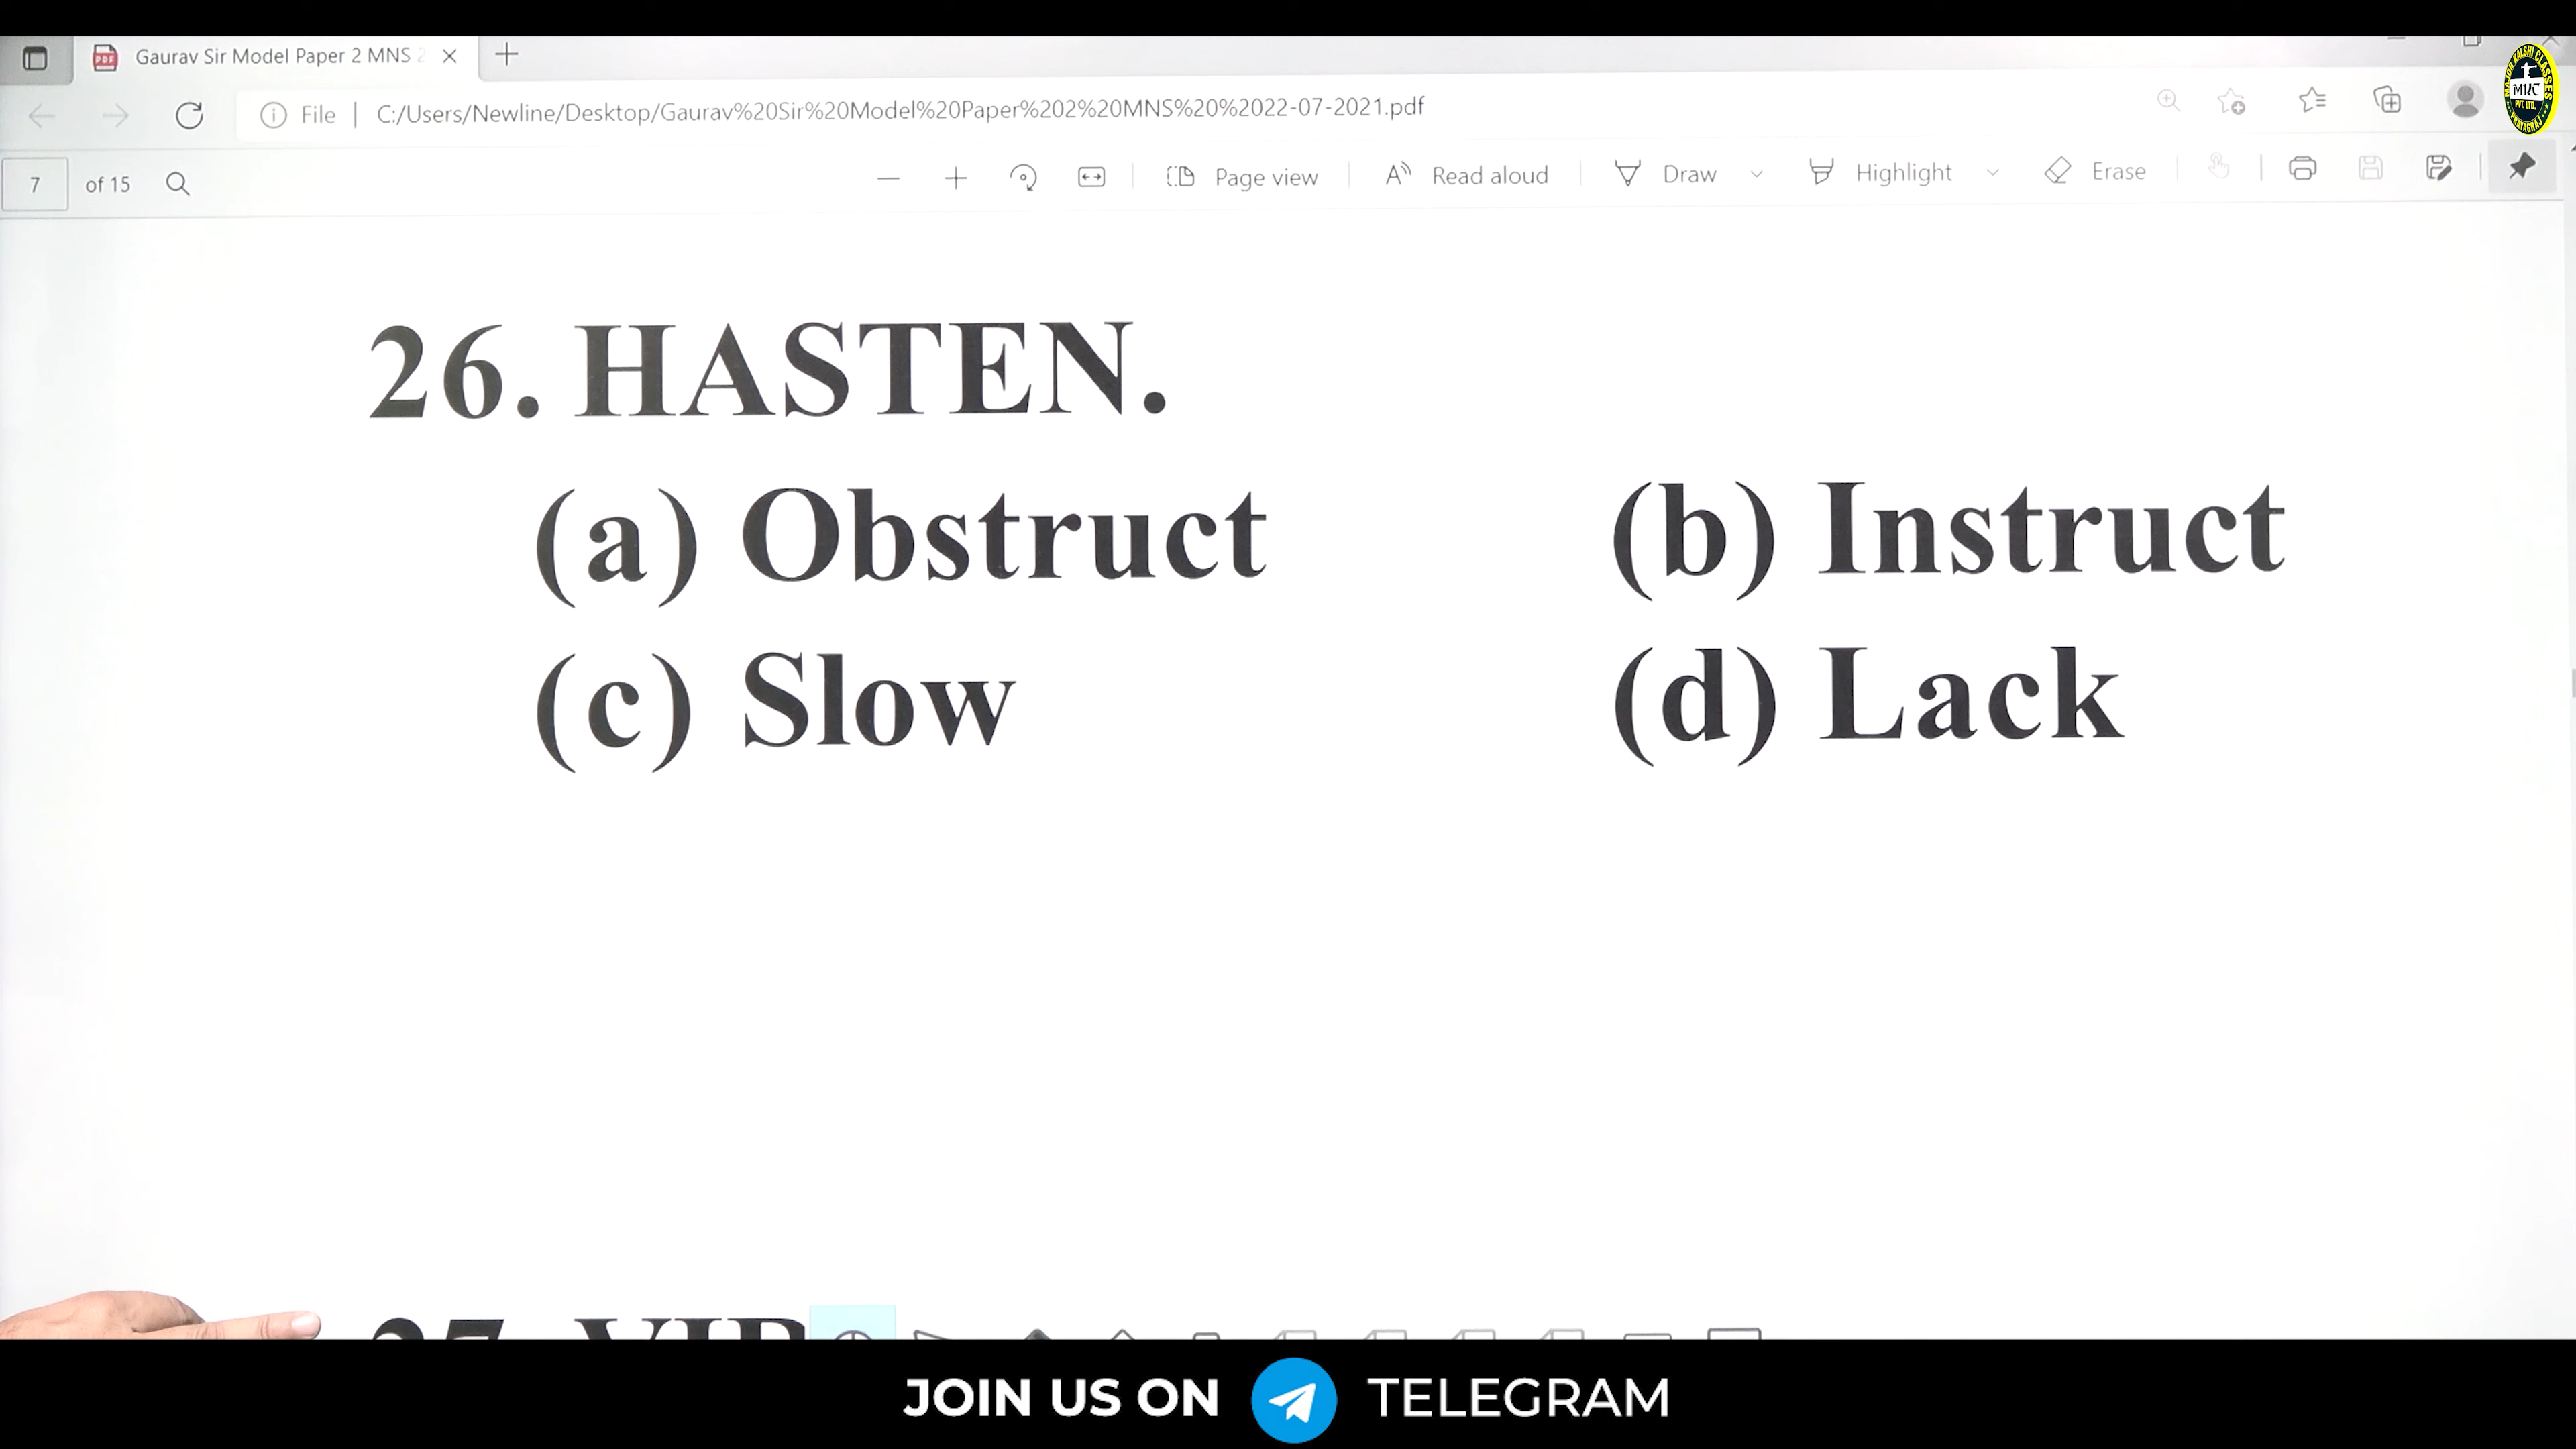 Gaurav Sir Model Paper 2 MNS 2
File | C:/Users/Newline/Desktop/Gaurav%20Sir%20Model%20Paper%202%20MNS%20%2022-07-2021.pdf
7 of 15
Page view
Read aloud
Draw
Highlight
Erase
26. HASTEN.
(a) Obstruct (b) Instruct
(c) Slow (d) Lack
JOIN US ON TELEGRAM